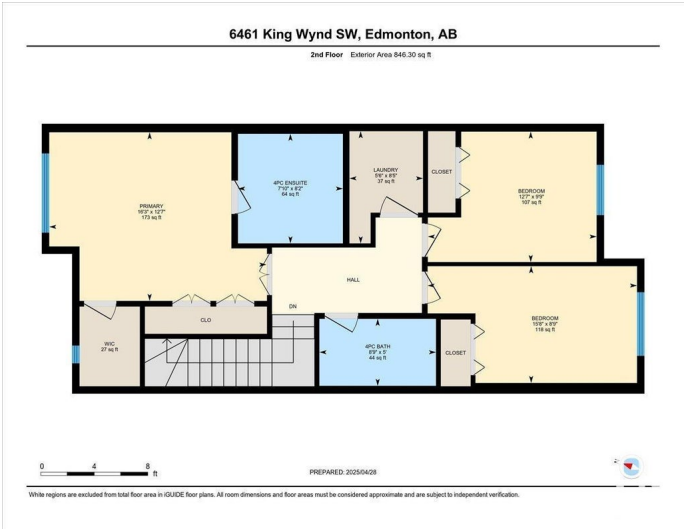 6461 King Wynd SW, Edmonton, AB
2nd Floor Exterior Area 846.30 sq ft
PRIMARY
16'3" x 12'7"
173 sq ft
4PC ENSUITE
7'10" x 8'2"
64 sq ft
LAUNDRY
5'6" x 8'5"
37 sq ft
CLOSET
BEDROOM
12'7" x 9'9"
107 sq ft
HALL
DN
BEDROOM
15'8" x 8'9"
118 sq ft
CLO
WIC
27 sq ft
4PC BATH
8'9" x 5'
44 sq ft
CLOSET
0 4 8
ft
PREPARED: 2025/04/28
White regions are excluded from total floor area in iGUIDE floor plans. All room dimensions and floor areas must be considered approximate and are subject to independent verification.